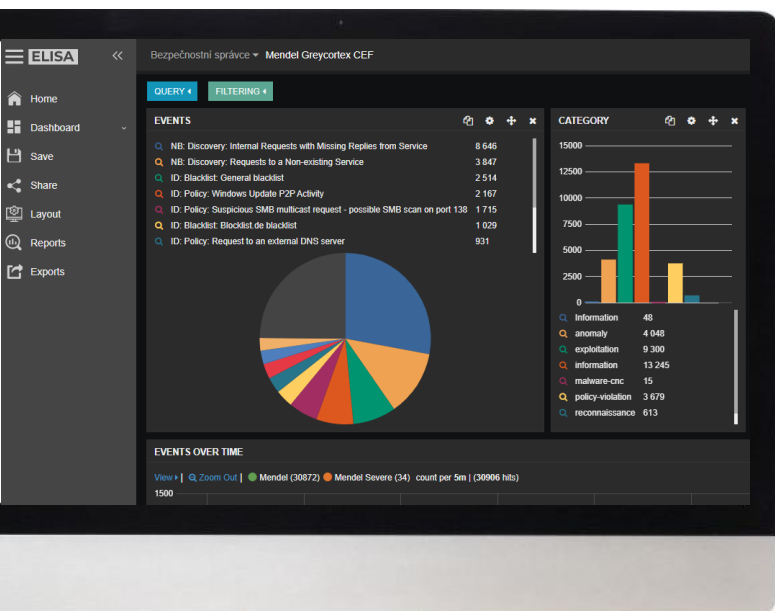 ELISA
Bezpečnostní správce Mendel Greycortex CEF
Home
Dashboard
Save
Share
Layout
Reports
Exports
QUERY
FILTERING
EVENTS
NB: Discovery: Internal Requests with Missing Replies from Service 8 646
NB: Discovery: Requests to a Non-existing Service 3 847
ID: Blacklist: General blacklist 2 514
ID: Policy: Windows Update P2P Activity 2 167
ID: Policy: Suspicious SMB multicast request - possible SMB scan on port 138 1 715
ID: Blacklist: Blocklist.de blacklist 1 029
ID: Policy: Request to an external DNS server 931
CATEGORY
15000
12500
10000
7500
5000
2500
0
Information 48
anomaly 4 048
exploitation 9 300
information 13 245
malware-cnc 15
policy-violation 3 679
reconnaissance 613
EVENTS OVER TIME
View | Zoom Out | Mendel (30872) Mendel Severe (34) count per 5m | (30906 hits)
1500